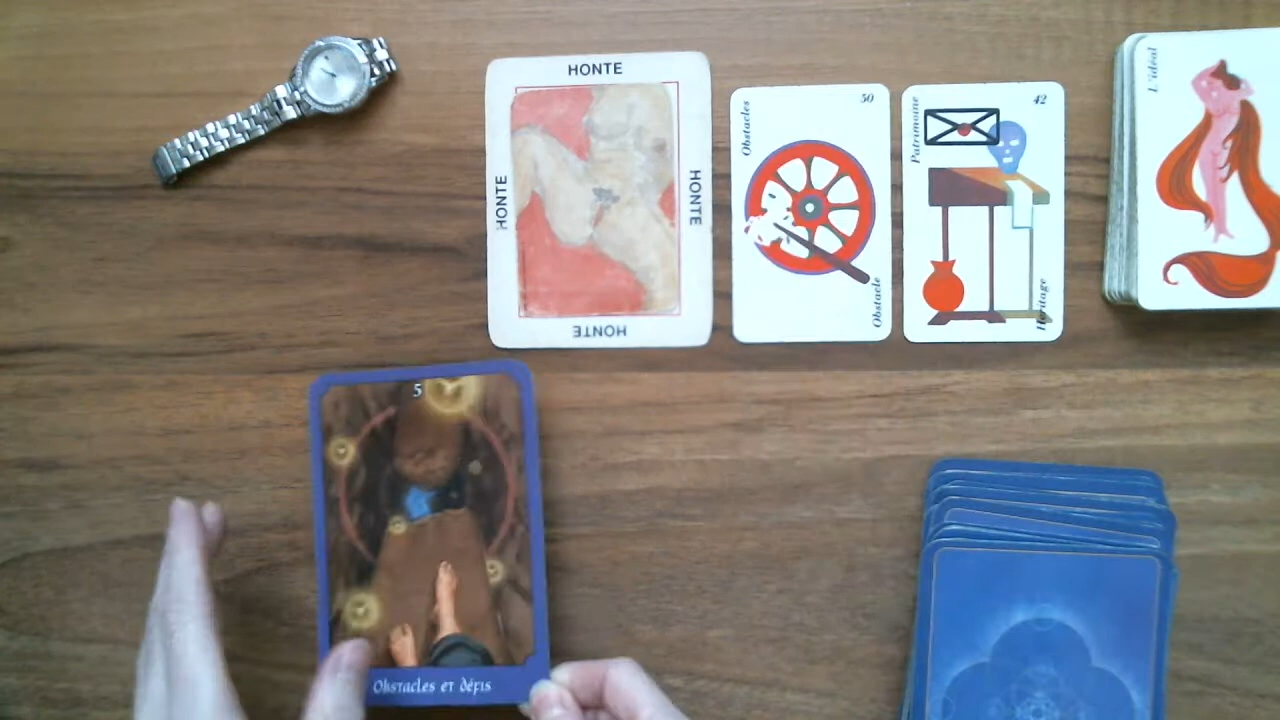 HONTE
HONTE
HONTE
HONTE
Obstacles
50
Obstacle
Patrimoine
42
Héritage
L'idéal
5
Obstacles et défis